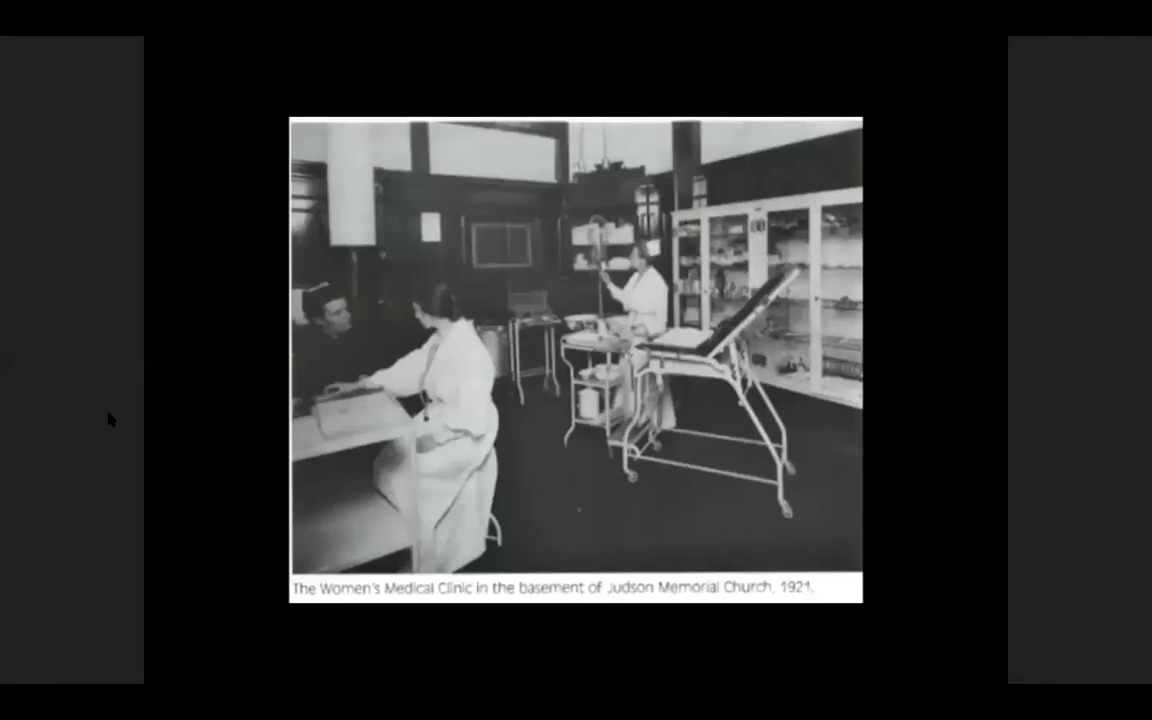 The Women's Medical Clinic in the basement of Judson Memorial Church, 1921.